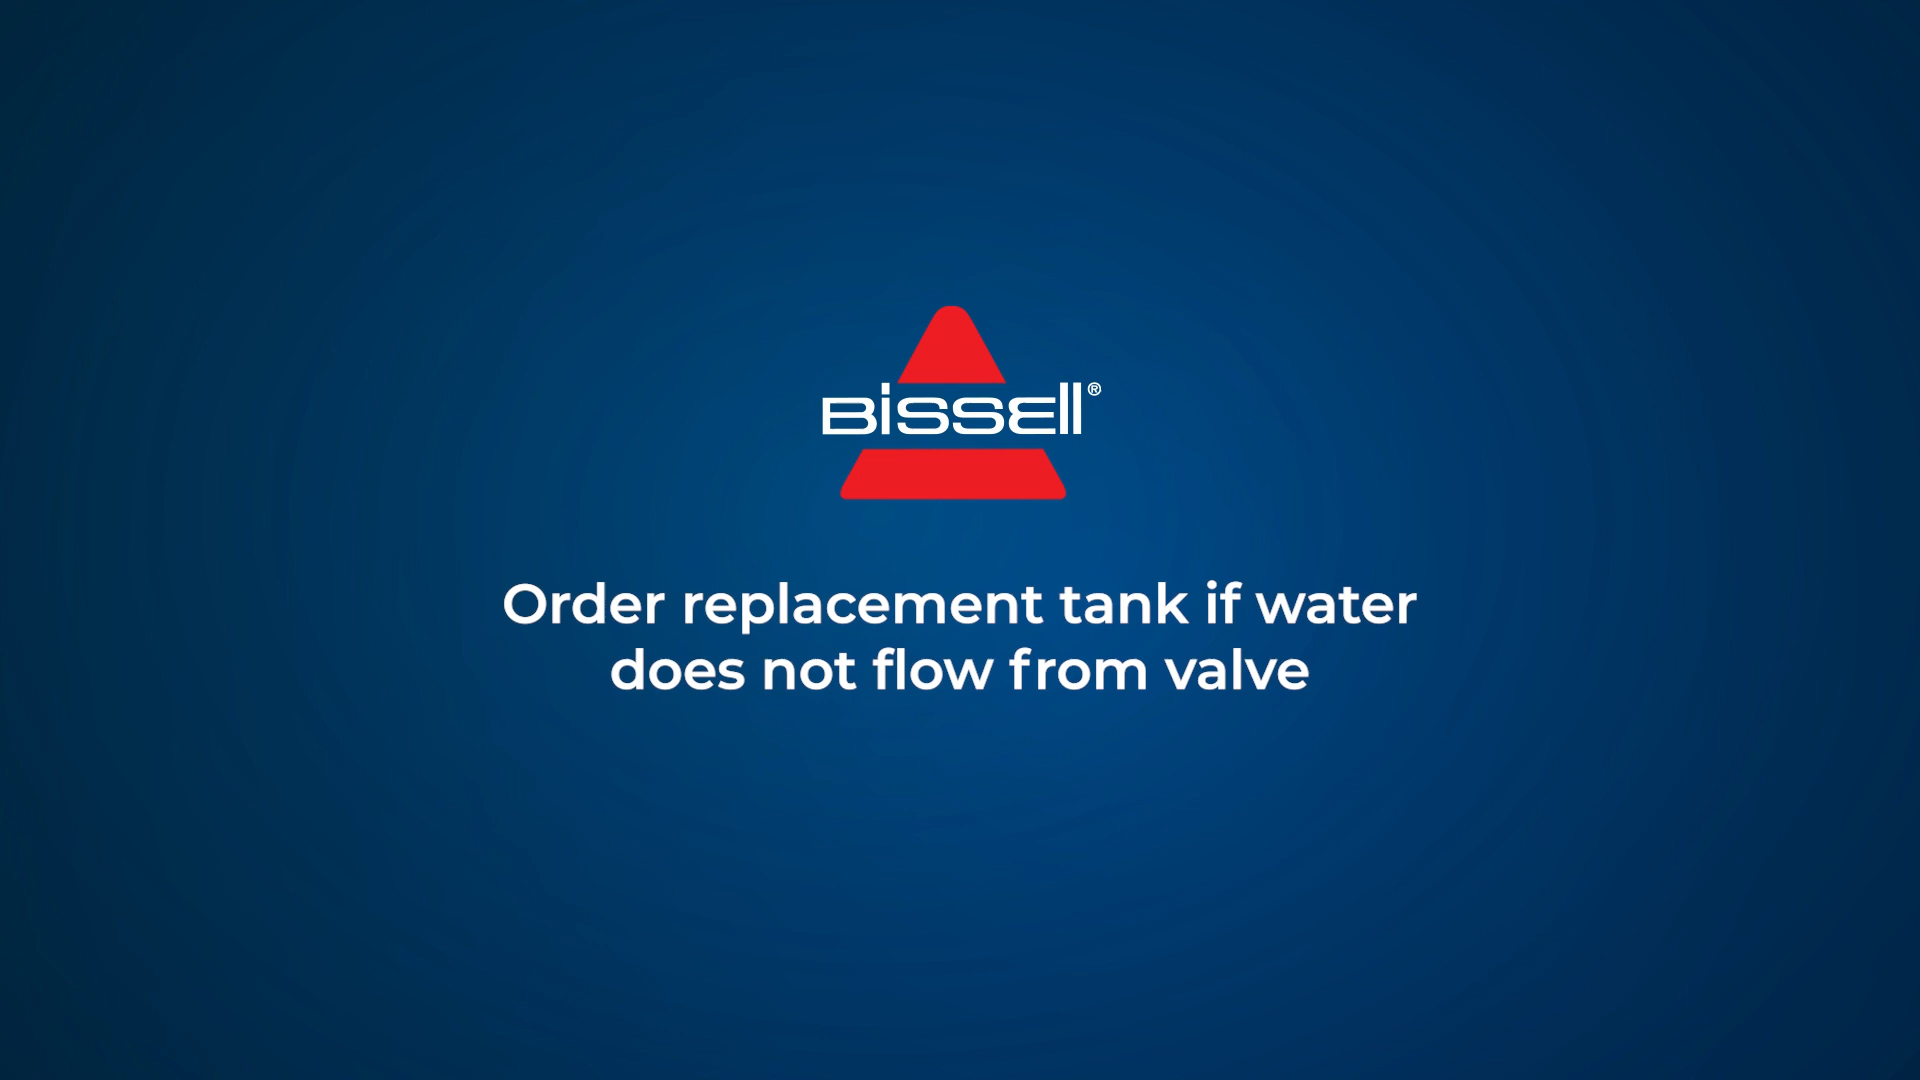 BISSELL®
Order replacement tank if water
does not flow from valve